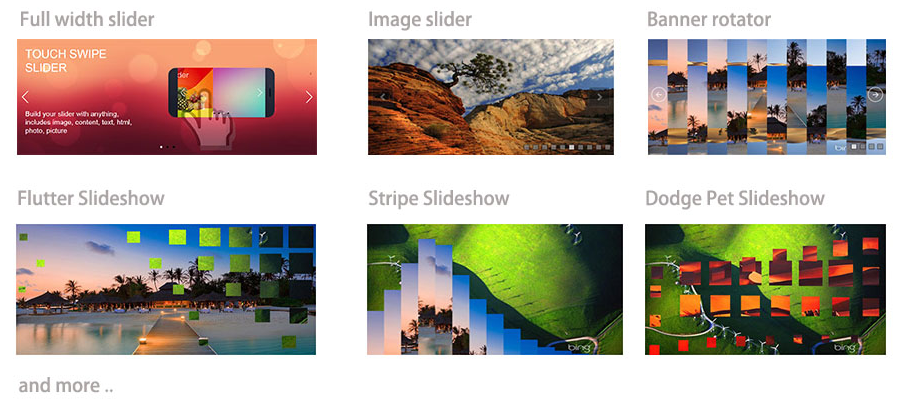 Full width slider
Image slider
Banner rotator
TOUCH SWIPE
SLIDER
Build your slider with anything,
includes image, content, text, html,
photo, picture
Flutter Slideshow
Stripe Slideshow
Dodge Pet Slideshow
bing
bing
and more ..